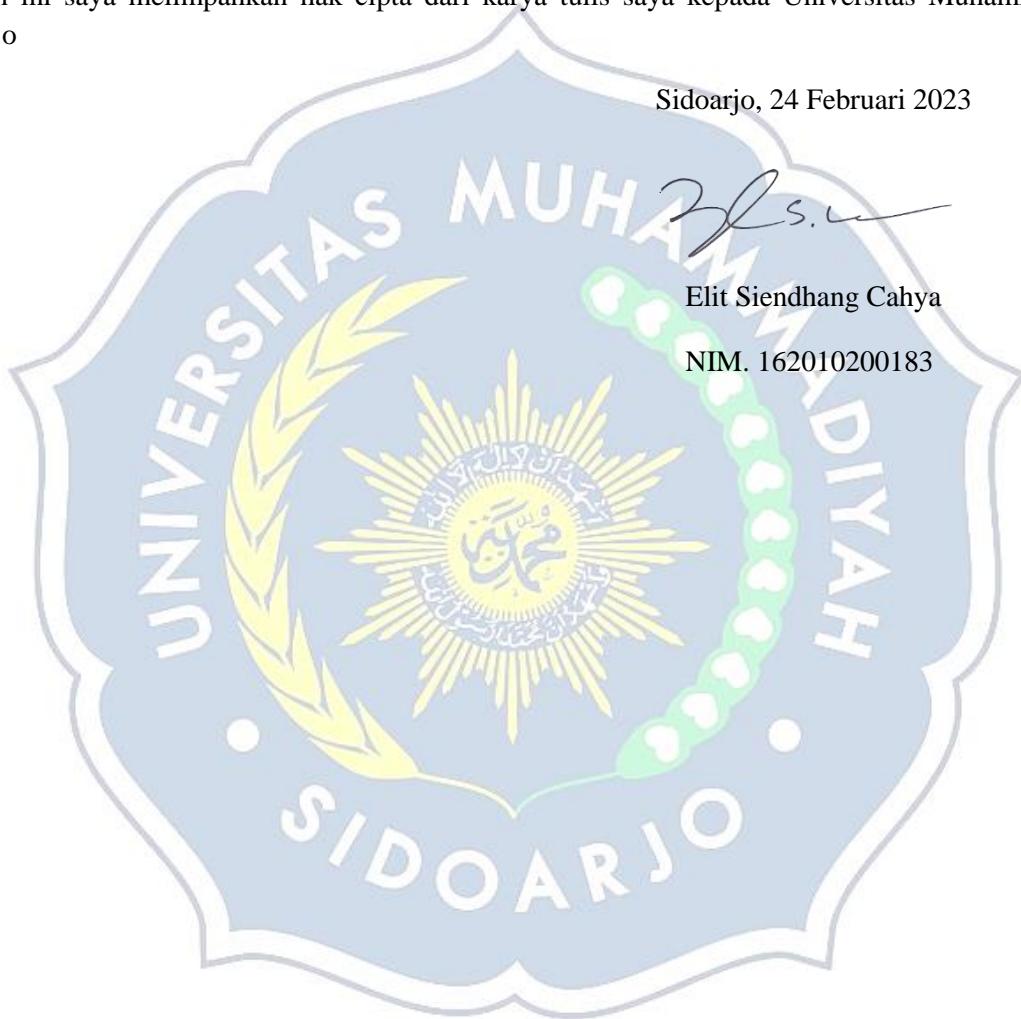 ini saya melimpahkan hak cipta dari karya tulis saya kepada Universitas
o
Sidoarjo, 24 Februari 2023
s.
Elit Siendhang Cahya
NIM. 162010200183
UNIVERSITAS MUHAMMADIYAH
SIDOARJO